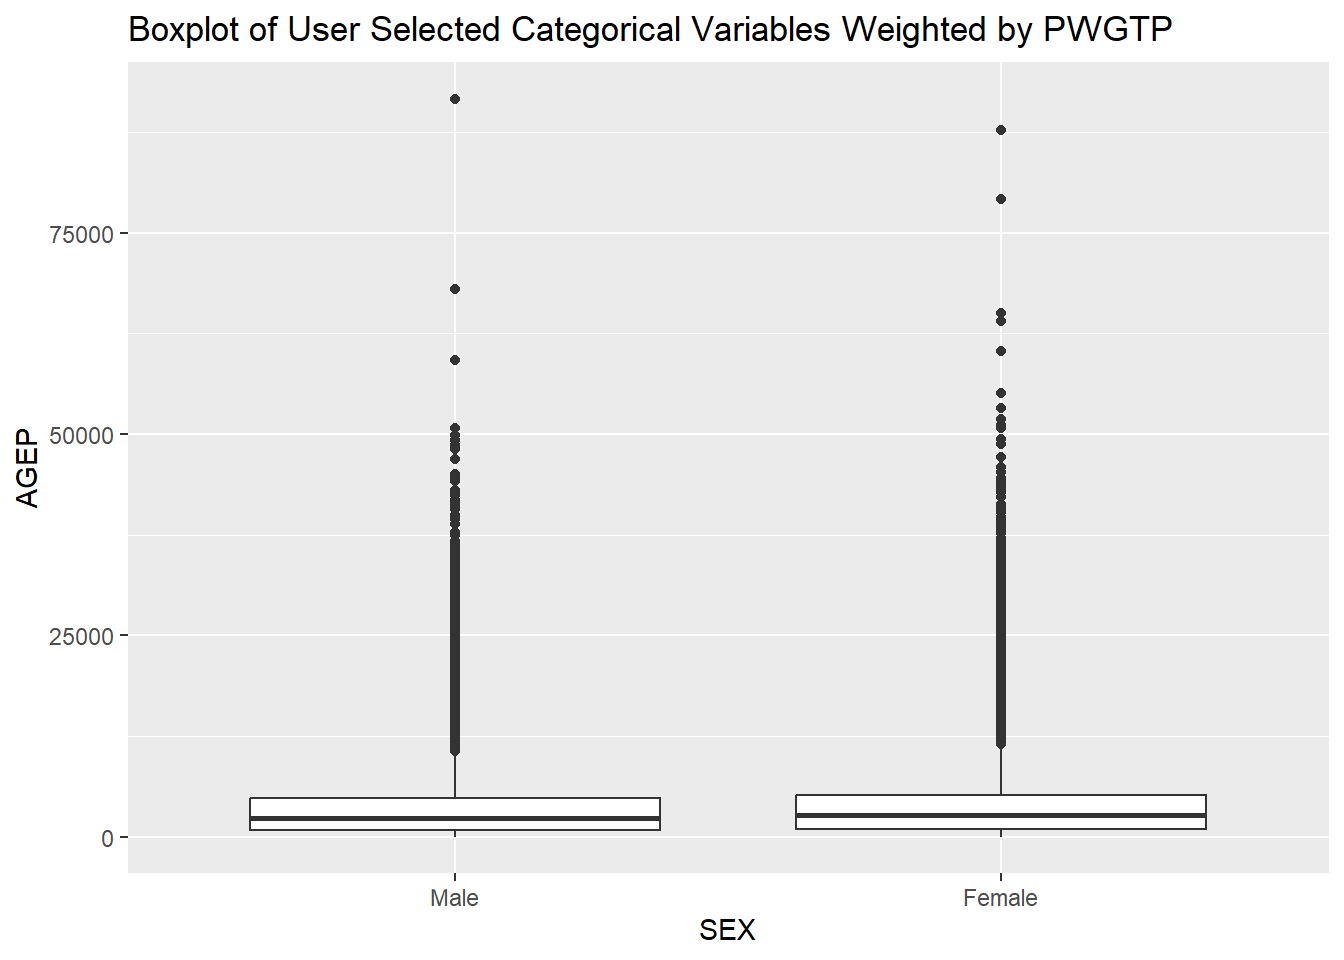 Boxplot of User Selected Categorical Variables Weighted by PWGTP
AGEP
75000
50000
25000
0
Male
Female
SEX